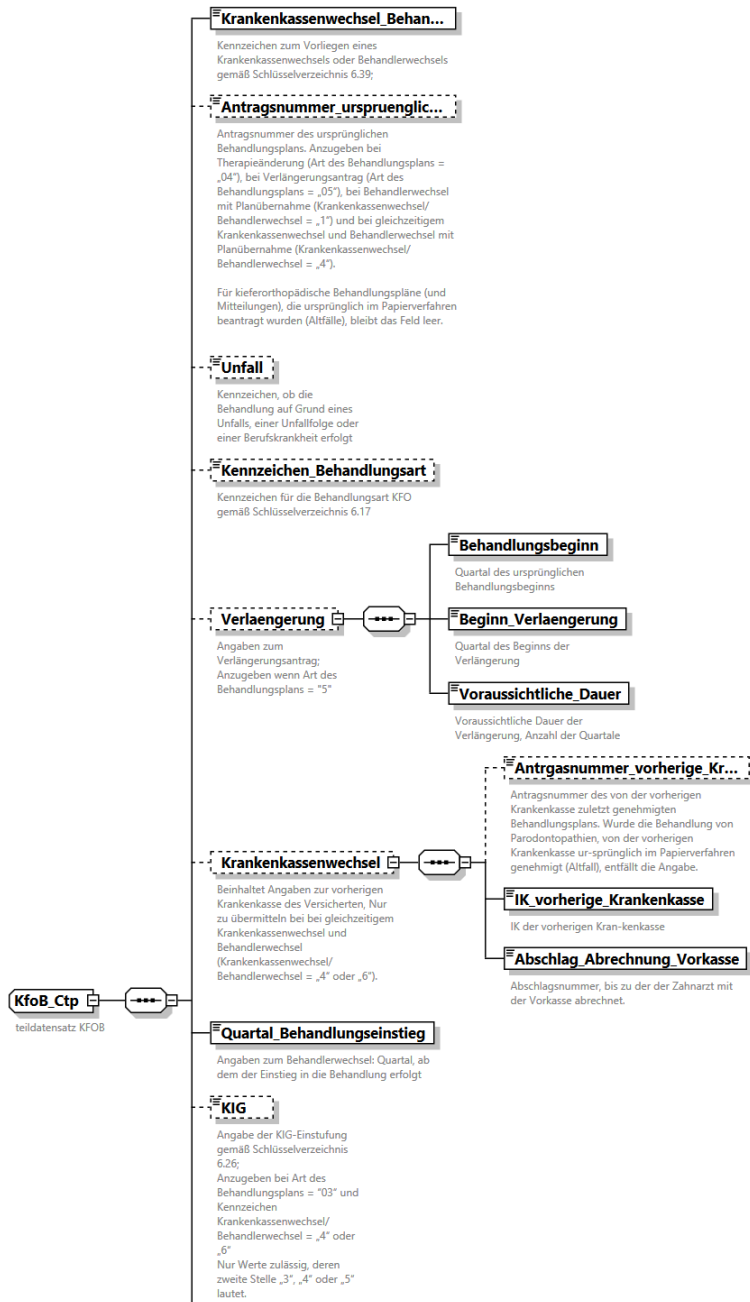 Krankenkassenwechsel_Behan...
Kennzeichen zum Vorliegen eines
Krankenkassenwechsels oder Behandlerwechsels
gemäß Schlüsselverzeichnis 6.39;
Antragsnummer_urspruenglic...
Antragsnummer des ursprünglichen
Behandlungsplans. Anzugeben bei
Therapieänderung (Art des Behandlungsplans =
„04“), bei Verlängerungsantrag (Art des
Behandlungsplans = „05“), bei Behandlerwechsel
mit Planübernahme (Krankenkassenwechsel/
Behandlerwechsel = „1“) und bei gleichzeitigem
Krankenkassenwechsel und Behandlerwechsel mit
Planübernahme (Krankenkassenwechsel/
Behandlerwechsel = „4“).
Für kieferorthopädische Behandlungspläne (und
Mitteilungen), die ursprünglich im Papierverfahren
beantragt wurden (Altfälle), bleibt das Feld leer.
Unfall
Kennzeichen, ob die
Behandlung auf Grund eines
Unfalls, einer Unfallfolge oder
einer Berufskrankheit erfolgt
Kennzeichen_Behandlungsart
Kennzeichen für die Behandlungsart KFO
gemäß Schlüsselverzeichnis 6.17
Verlaengerung
Angaben zum
Verlängerungsantrag;
Anzugeben wenn Art des
Behandlungsplans = "5"
Behandlungsbeginn
Quartal des ursprünglichen
Behandlungsbeginns
Beginn_Verlaengerung
Quartal des Beginns der
Verlängerung
Voraussichtliche_Dauer
Voraussichtliche Dauer der
Verlängerung, Anzahl der Quartale
Krankenkassenwechsel
Beinhaltet Angaben zur vorherigen
Krankenkasse des Versicherten, Nur
zu übermitteln bei bei gleichzeitigem
Krankenkassenwechsel und
Behandlerwechsel
(Krankenkassenwechsel/
Behandlerwechsel = „4“ oder „6“).
Antrgasnummer_vorherige_Kr...
Antragsnummer des von der vorherigen
Krankenkasse zuletzt genehmigten
Behandlungsplans. Wurde die Behandlung von
Parodontopathien, von der vorherigen
Krankenkasse ur-sprünglich im Papierverfahren
genehmigt (Altfall), entfällt die Angabe.
IK_vorherige_Krankenkasse
IK der vorherigen Kran-kenkasse
Abschlag_Abrechnung_Vorkasse
Abschlagsnummer, bis zu der der Zahnarzt mit
der Vorkasse abrechnet.
KfoB_Ctp
teildatensatz KFOB
Quartal_Behandlungseinstieg
Angaben zum Behandlerwechsel: Quartal, ab
dem der Einstieg in die Behandlung erfolgt
KIG
Angabe der KIG-Einstufung
gemäß Schlüsselverzeichnis
6.26;
Anzugeben bei Art des
Behandlungsplans = "03" und
Kennzeichen
Krankenkassenwechsel/
Behandlerwechsel = „4“ oder
„6“
Nur Werte zulässig, deren
zweite Stelle „3“, „4“ oder „5“
lautet.